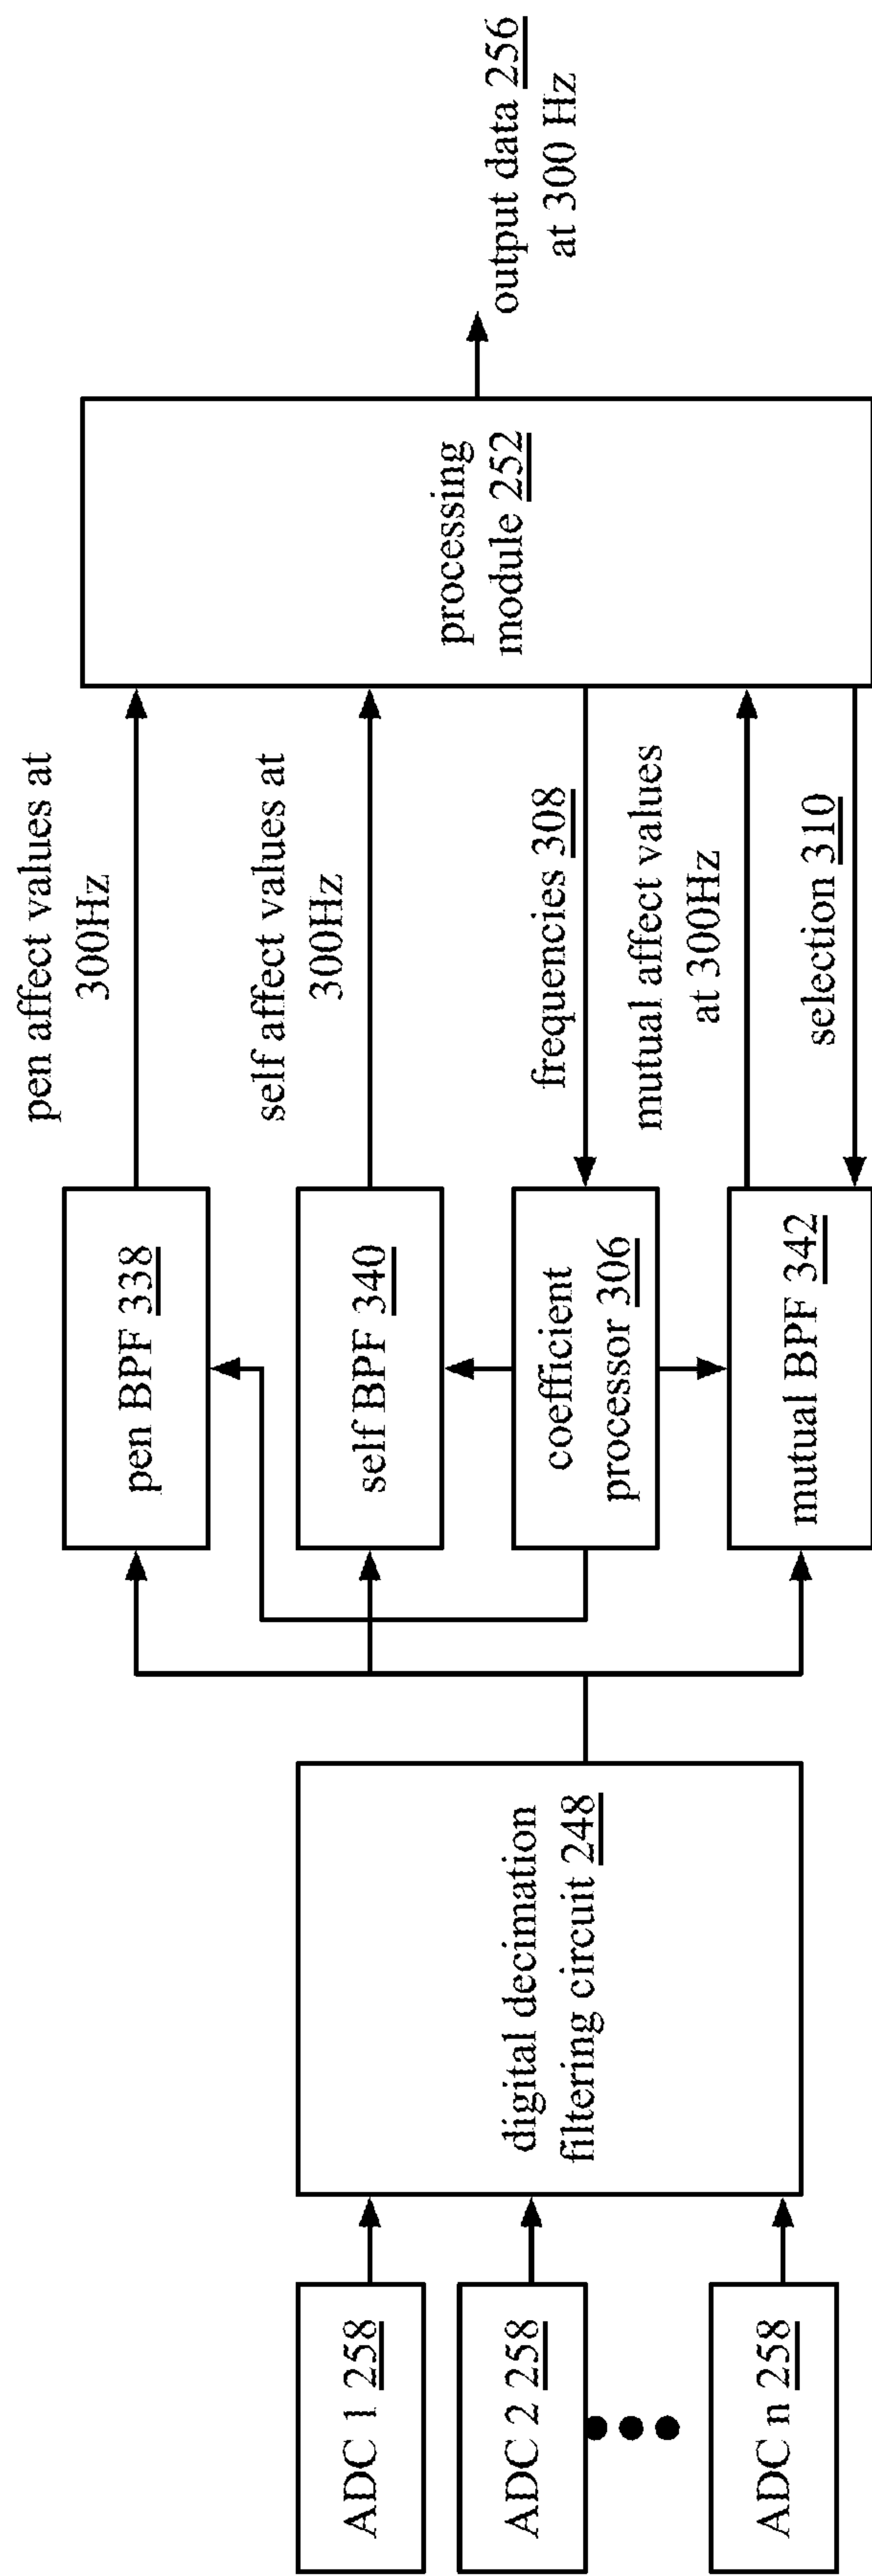 ADC 1 258
ADC 2 258
ADC n 258
digital decimation
filtering circuit 248
pen BPF 338
self BPF 340
coefficient
processor 306
mutual BPF 342
pen affect values at
300Hz
self affect values at
300Hz
frequencies 308
mutual affect values
at 300Hz
selection 310
processing
module 252
output data 256
at 300 Hz